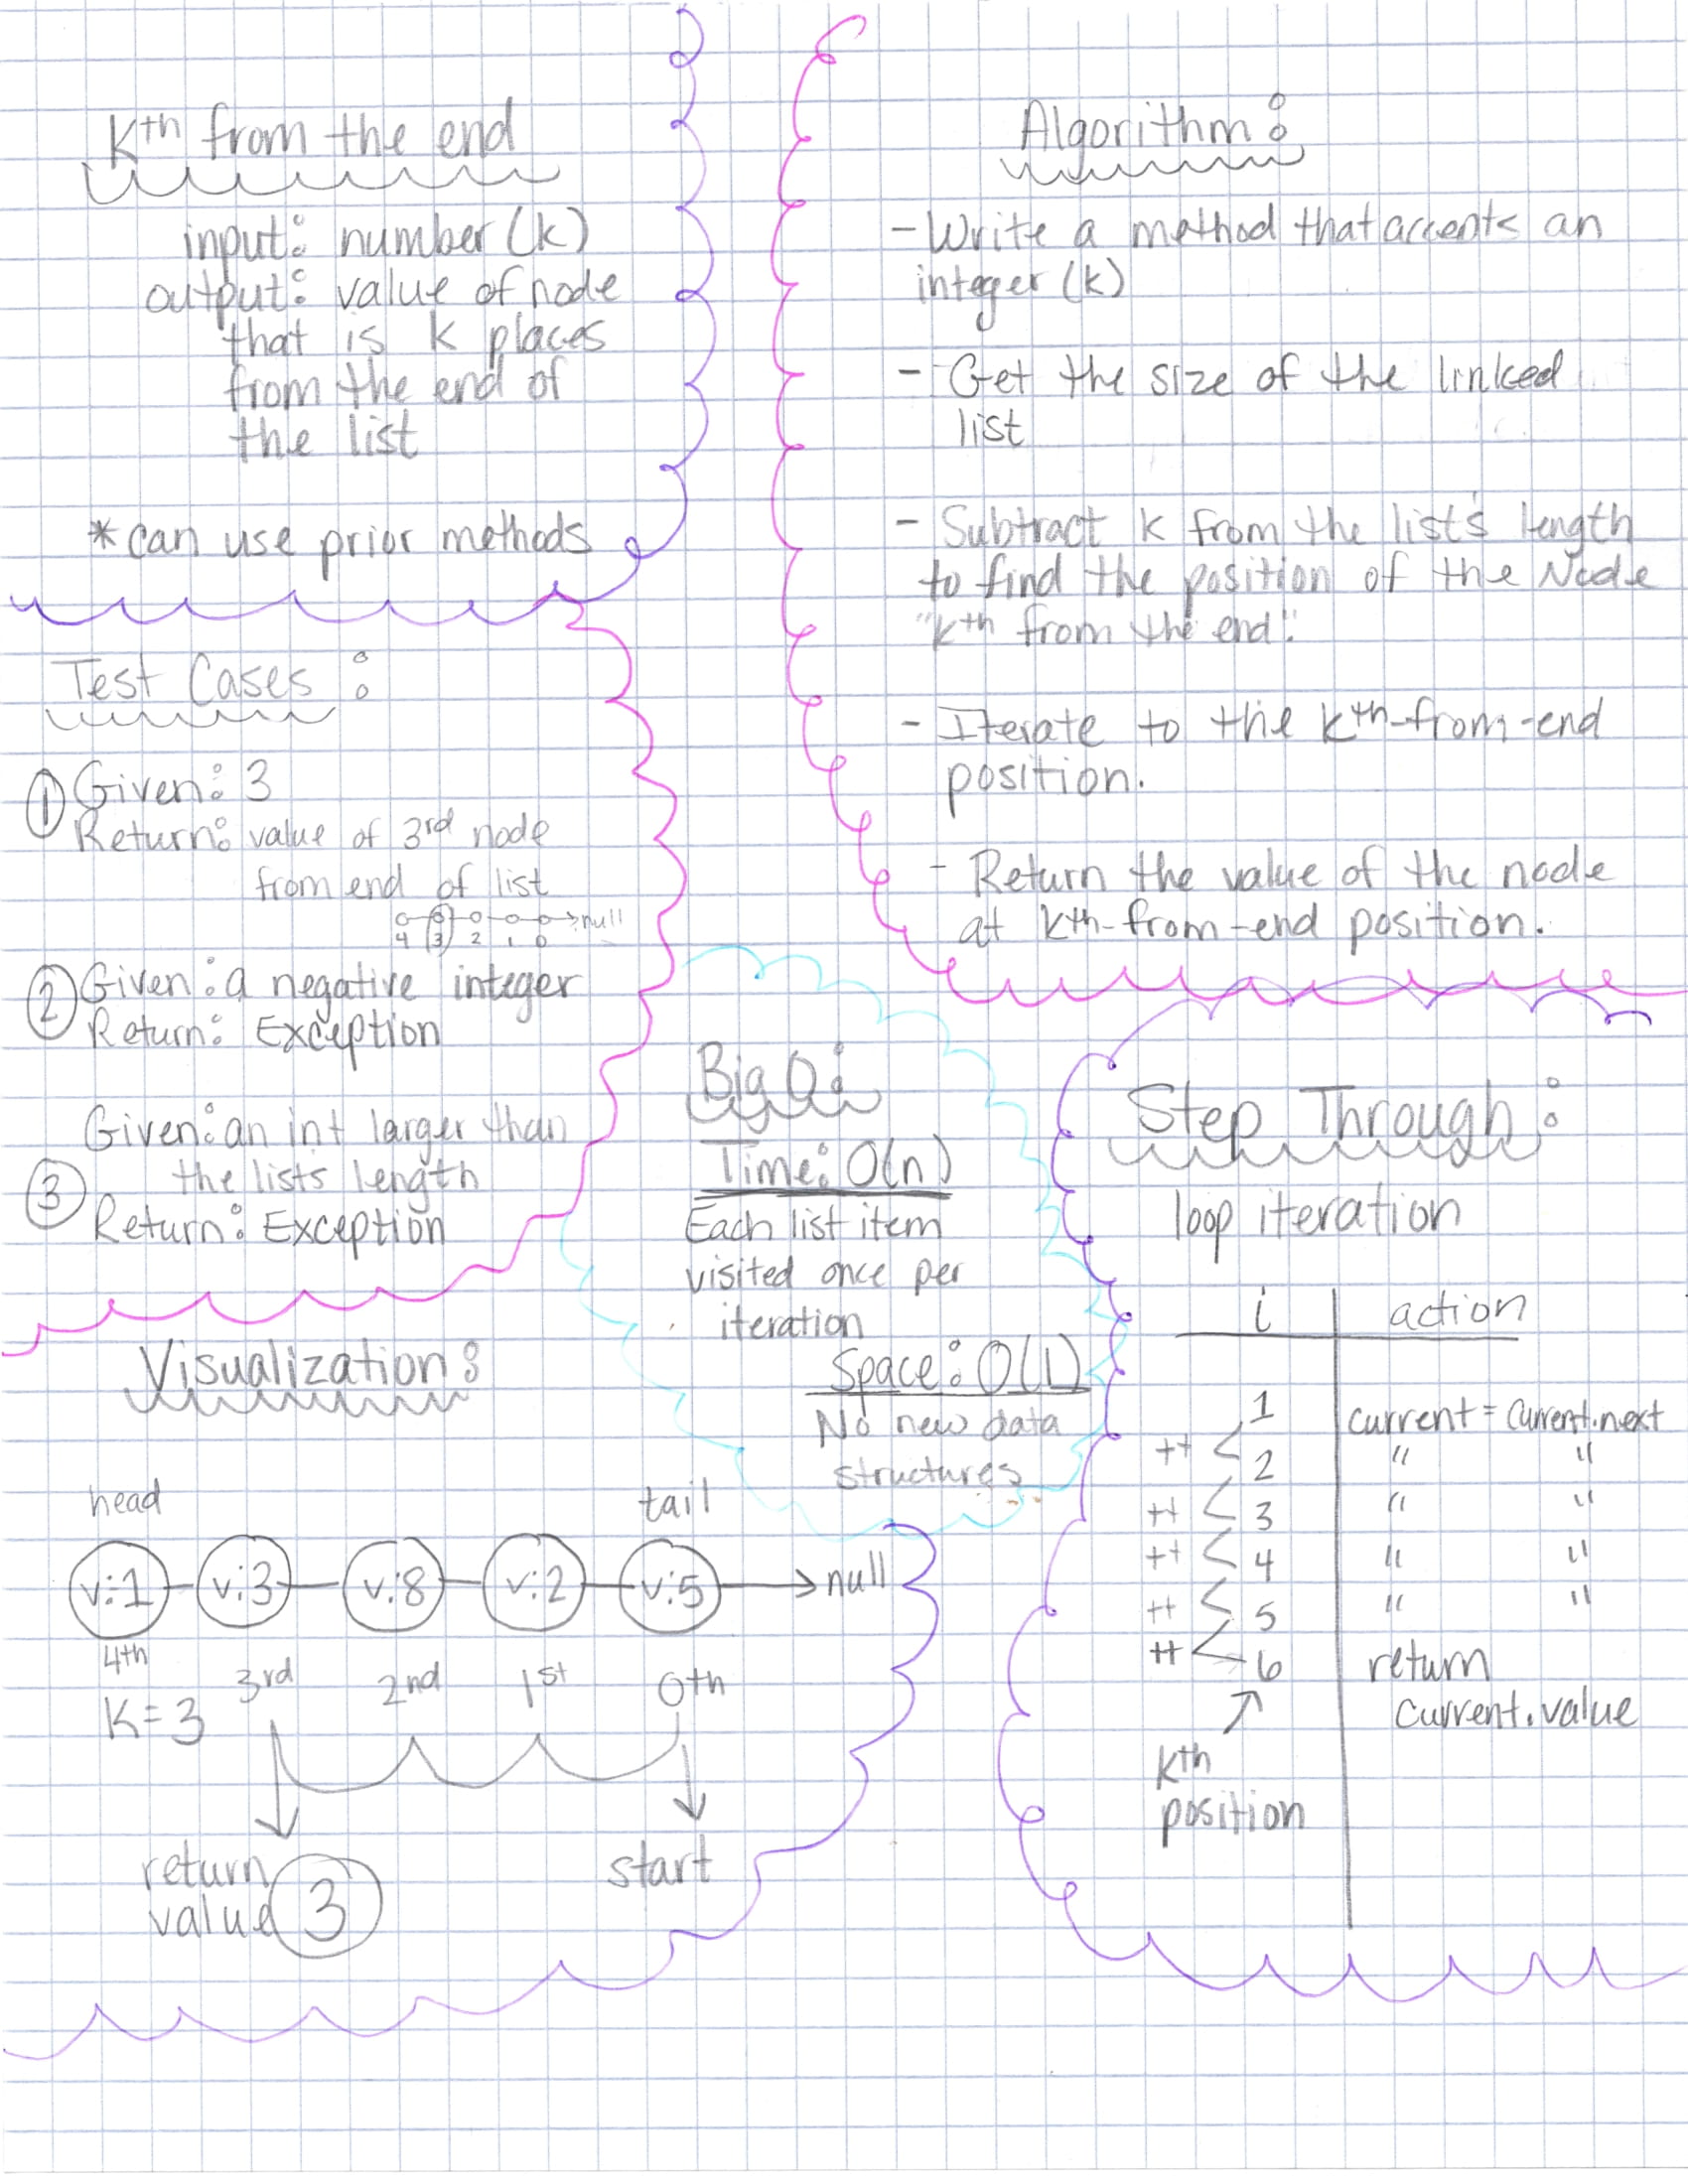 Kth from the end
input: number (k)
output: value of node
that is k places
from the end of
the list
*can use prior methods
Test Cases:
① Given: 3
Return: value of 3rd node
from end of list
o-o-o-o-o→null
4 (3) 2 1 0
② Given: a negative integer
Return: Exception
Given: an int larger than
③ the lists length
Return: Exception
Visualization:
head tail
v:1 v:3 v:8 v:2 v:5 → null
4th 3rd 2nd 1st 0th
K=3
return start
value 3
Algorithm:
- Write a method that accepts an
integer (k)
- Get the size of the linked
list
- Subtract k from the list's length
to find the position of the Node
"kth from the end".
- Iterate to the kth-from-end
position.
- Return the value of the node
at kth-from-end position.
Big O:
Time: O(n)
Each list item
visited once per
iteration
Space: O(1)
No new data
structures
Step Through:
loop iteration
i action
1 current = current.next
++ < 2 " "
++ < 3 " "
++ < 4 " "
++ < 5 " "
++ < 6 return
current.value
kth
position